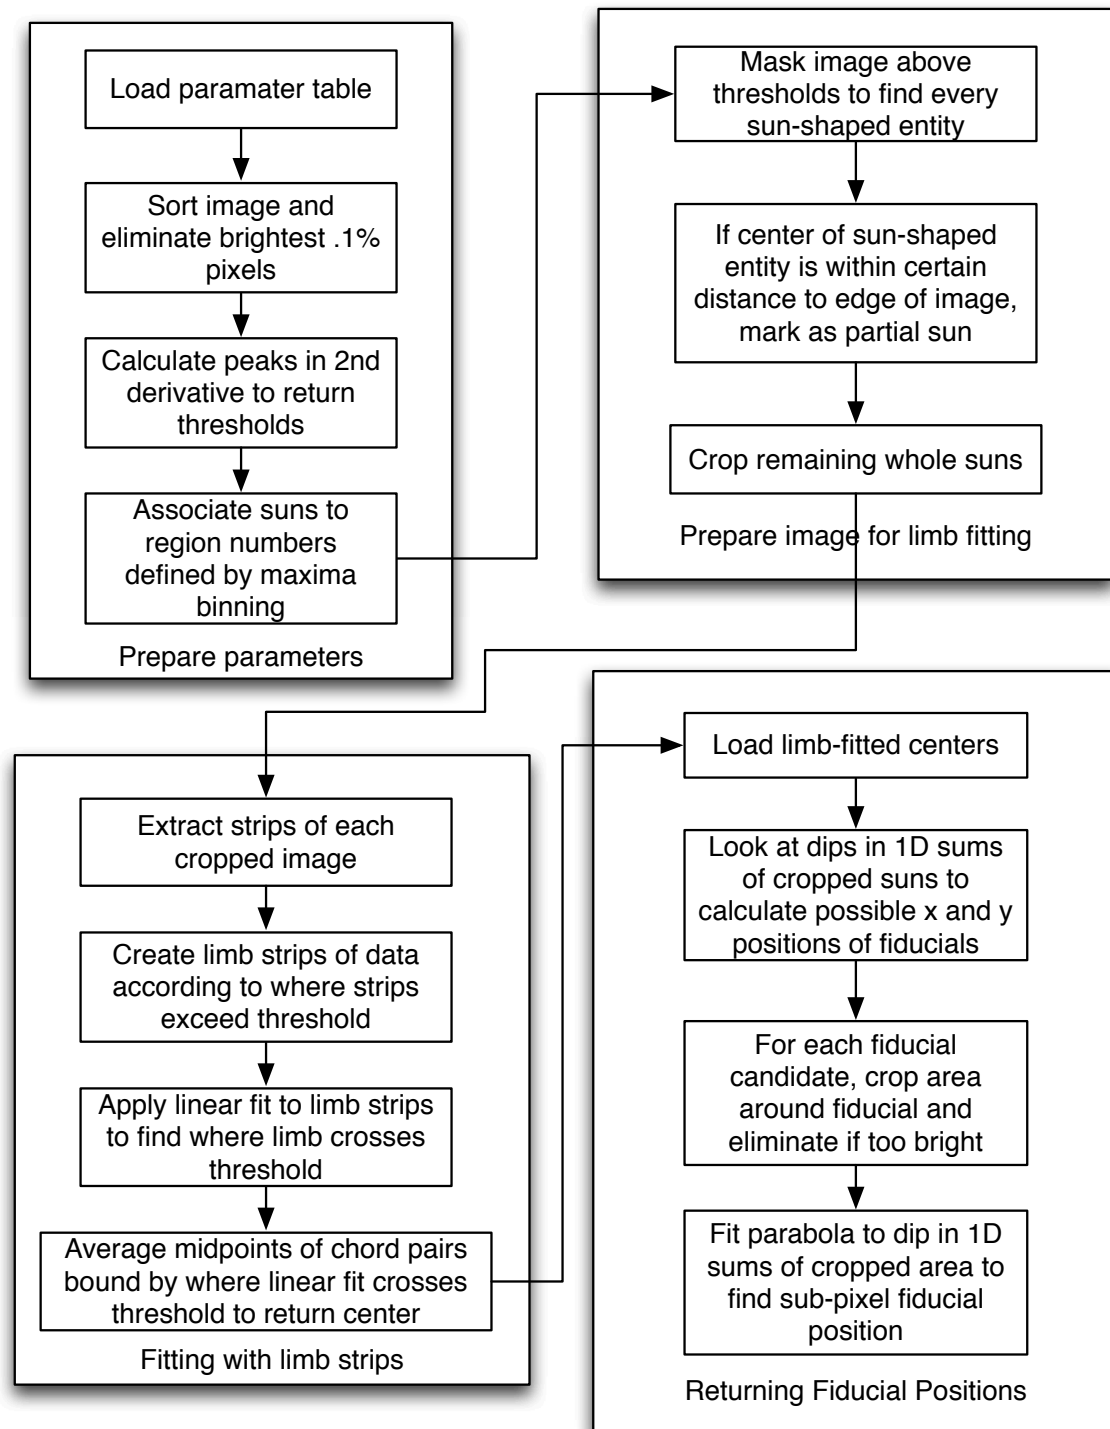 Load paramater table
Sort image and
eliminate brightest .1%
pixels
Calculate peaks in 2nd
derivative to return
thresholds
Associate suns to
region numbers
defined by maxima
binning
Prepare parameters
Mask image above
thresholds to find every
sun-shaped entity
If center of sun-shaped
entity is within certain
distance to edge of image,
mark as partial sun
Crop remaining whole suns
Prepare image for limb fitting
Extract strips of each
cropped image
Create limb strips of data
according to where strips
exceed threshold
Apply linear fit to limb strips
to find where limb crosses
threshold
Average midpoints of chord pairs
bound by where linear fit crosses
threshold to return center
Fitting with limb strips
Load limb-fitted centers
Look at dips in 1D sums
of cropped suns to
calculate possible x and y
positions of fiducials
For each fiducial
candidate, crop area
around fiducial and
eliminate if too bright
Fit parabola to dip in 1D
sums of cropped area to
find sub-pixel fiducial
position
Returning Fiducial Positions